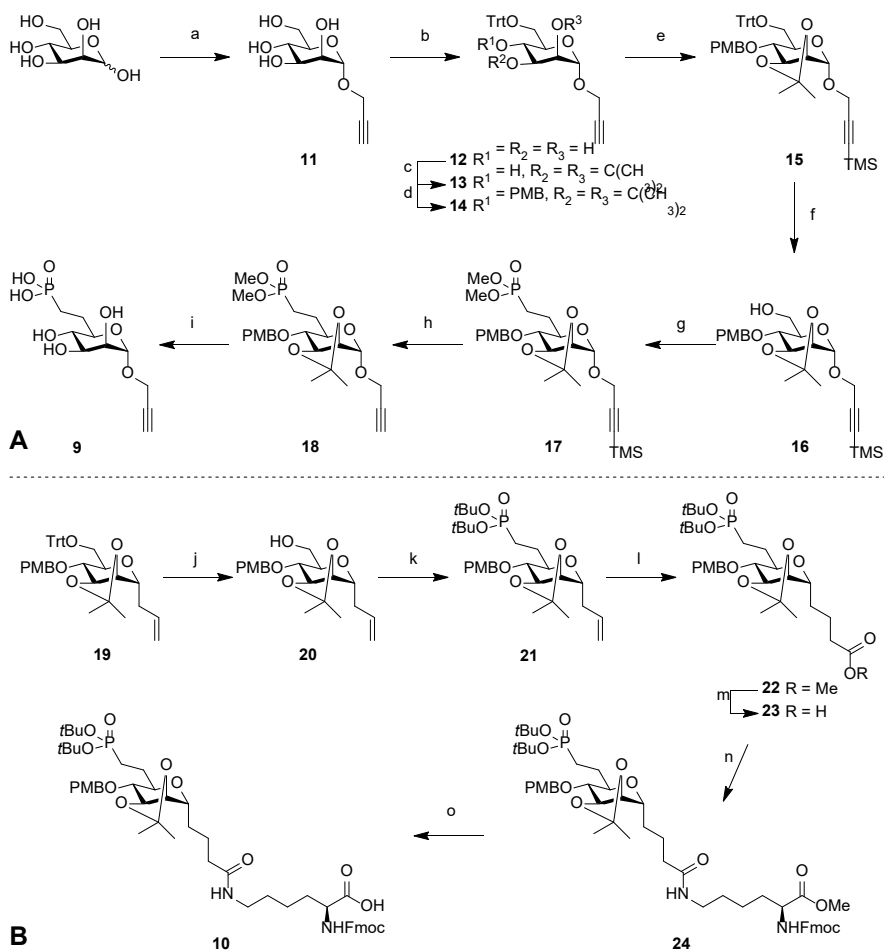 HO
OH
HO
HO
O
OH
a
HO
OH
HO
HO
O
O
11
b
OTrt
OR³
R¹O
R²O
O
O
12 R¹ = R₂ = R₃ = H
c
13 R¹ = H, R₂ = R₃ = C(CH₃)₂
d
14 R¹ = PMB, R₂ = R₃ = C(CH₃)₂
e
TrtO
O
PMBO
O
O
O
TMS
15
f
HO
O
PMBO
O
O
O
TMS
16
g
MeO
MeO
P
O
O
PMBO
O
O
O
TMS
17
h
MeO
MeO
P
O
O
PMBO
O
O
O
18
i
HO
HO
P
O
OH
HO
HO
O
O
9
A
TrtO
O
PMBO
O
O
19
j
HO
O
PMBO
O
O
20
k
tBuO
tBuO
P
O
O
PMBO
O
O
21
l
tBuO
tBuO
P
O
O
PMBO
O
O
O
OR
22 R = Me
m
23 R = H
n
tBuO
tBuO
P
O
O
PMBO
O
O
O
HN
O
OMe
NHFmoc
24
o
tBuO
tBuO
P
O
O
PMBO
O
O
O
HN
O
OH
NHFmoc
10
B